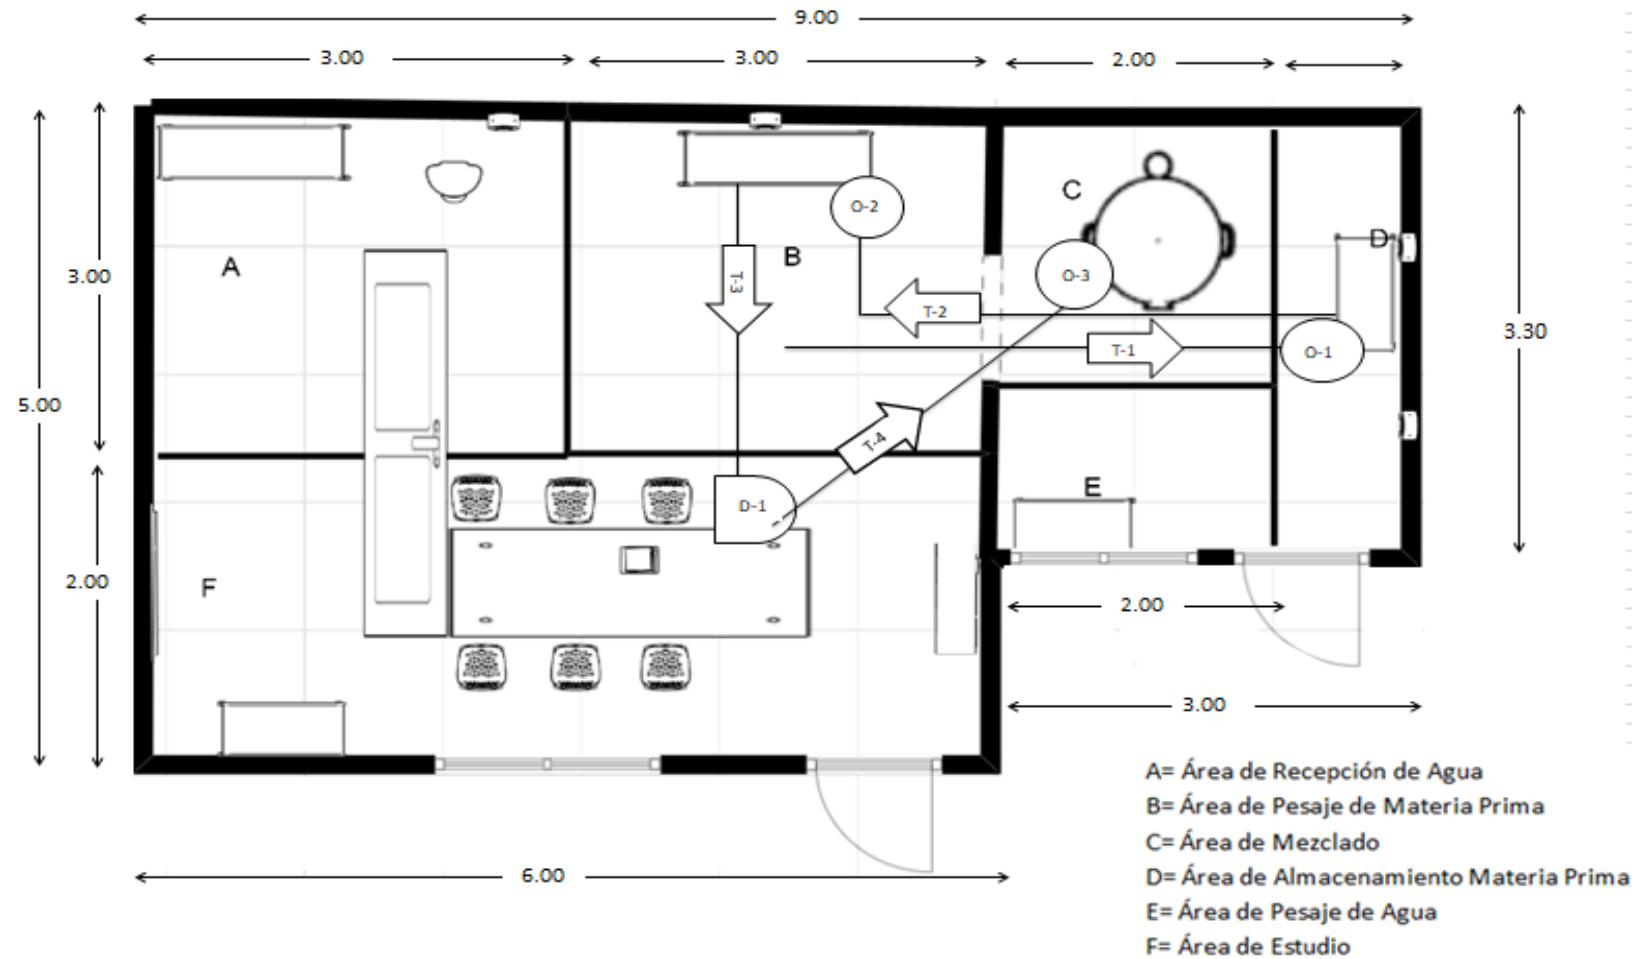 9.00
3.00
3.00
2.00
A
B
C
D
O-2
O-3
T-3
T-2
T-1
O-1
3.00
5.00
3.30
T-4
D-1
E
F
2.00
2.00
3.00
6.00
A= Área de Recepción de Agua
B= Área de Pesaje de Materia Prima
C= Área de Mezclado
D= Área de Almacenamiento Materia Prima
E= Área de Pesaje de Agua
F= Área de Estudio